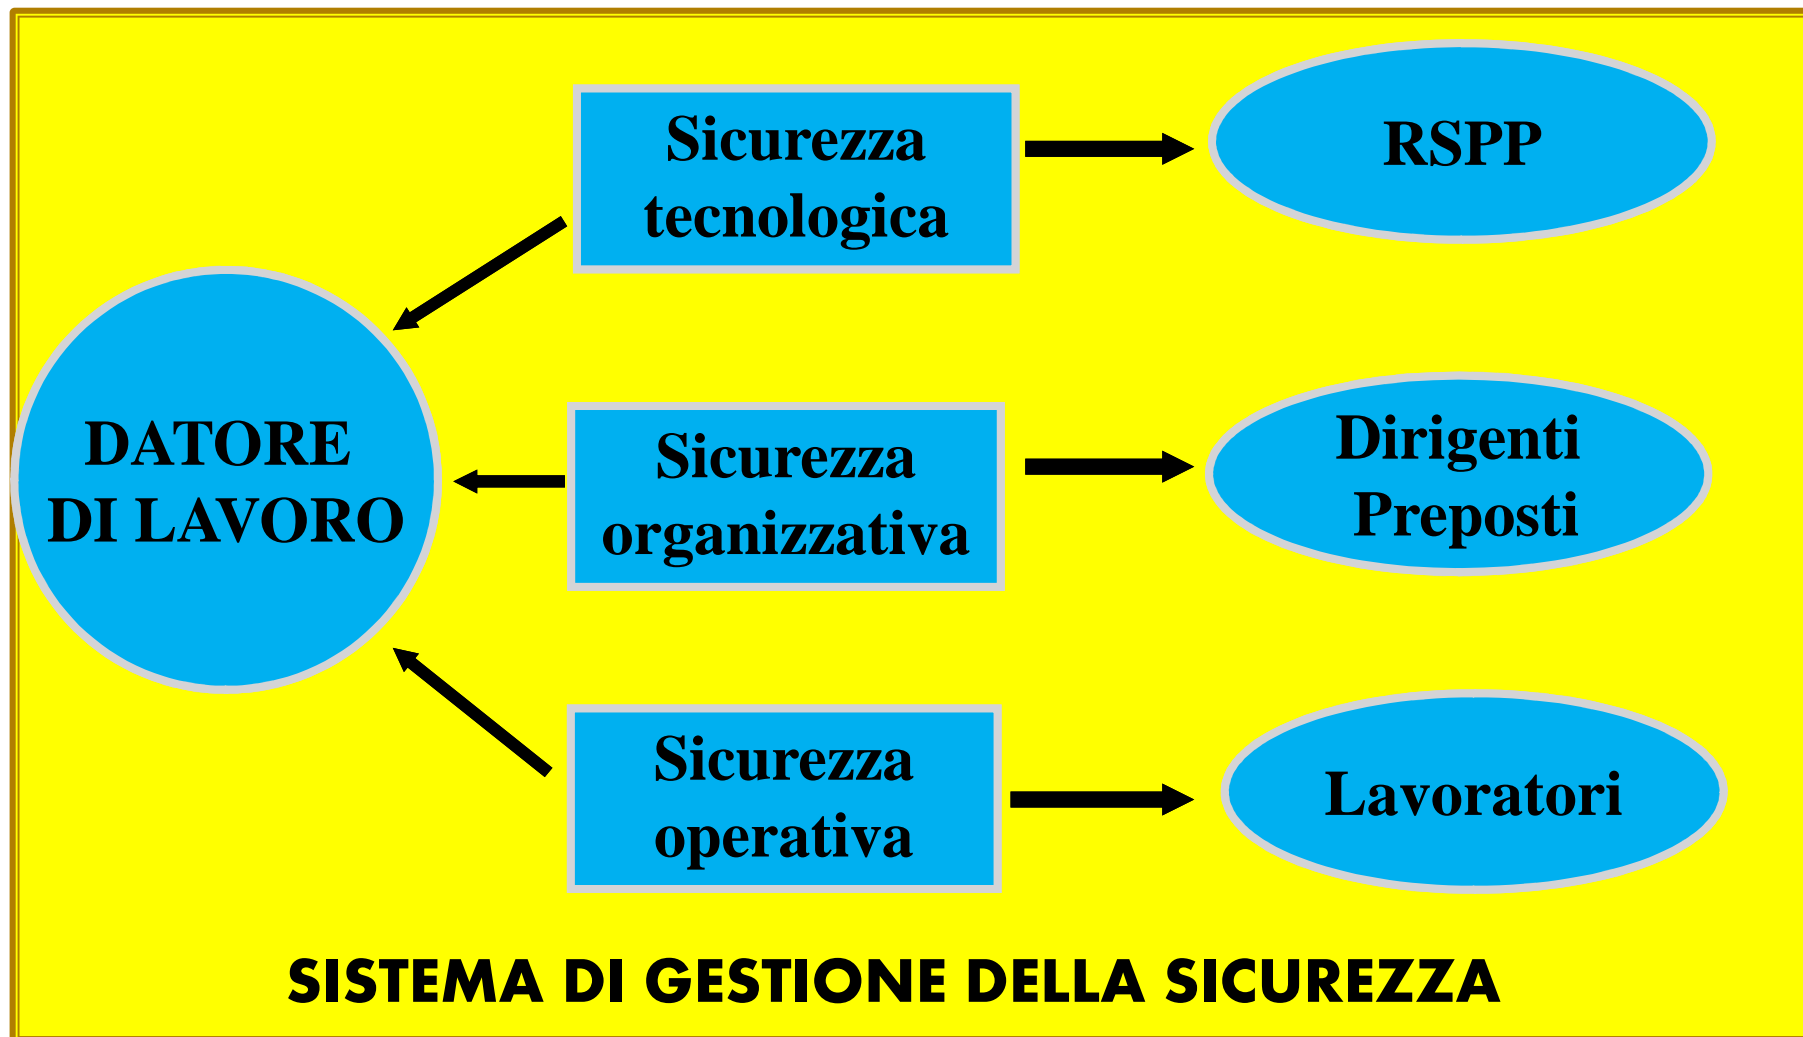 Sicurezza
tecnologica
RSPP
DATORE
DI LAVORO
Sicurezza
organizzativa
Dirigenti
Preposti
Sicurezza
operativa
Lavoratori
SISTEMA DI GESTIONE DELLA SICUREZZA